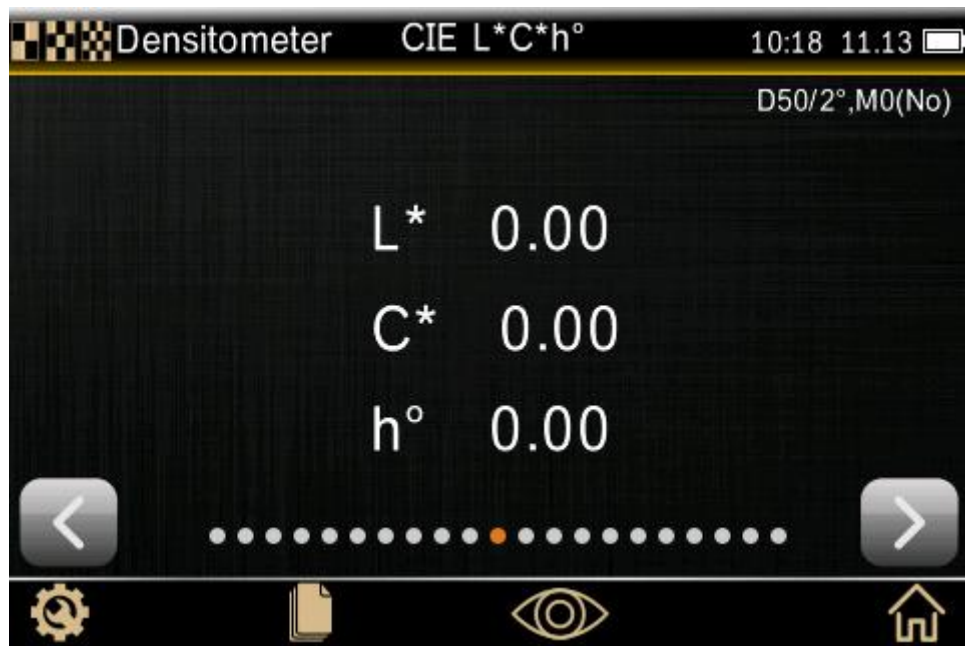 Densitometer CIE L*C*h° 10:18 11.13
D50/2°,M0(No)
L* 0.00
C* 0.00
h° 0.00